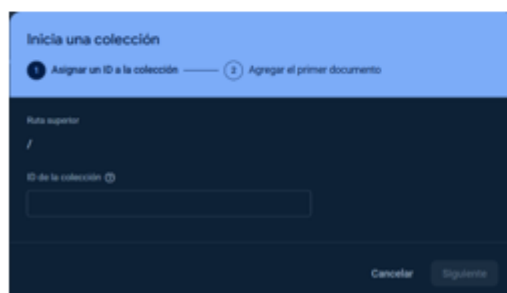 Inicia una colección
1 Asignar un ID a la colección 2 Agregar el primer documento
Ruta superior
/
ID de la colección ?
Cancelar Siguiente